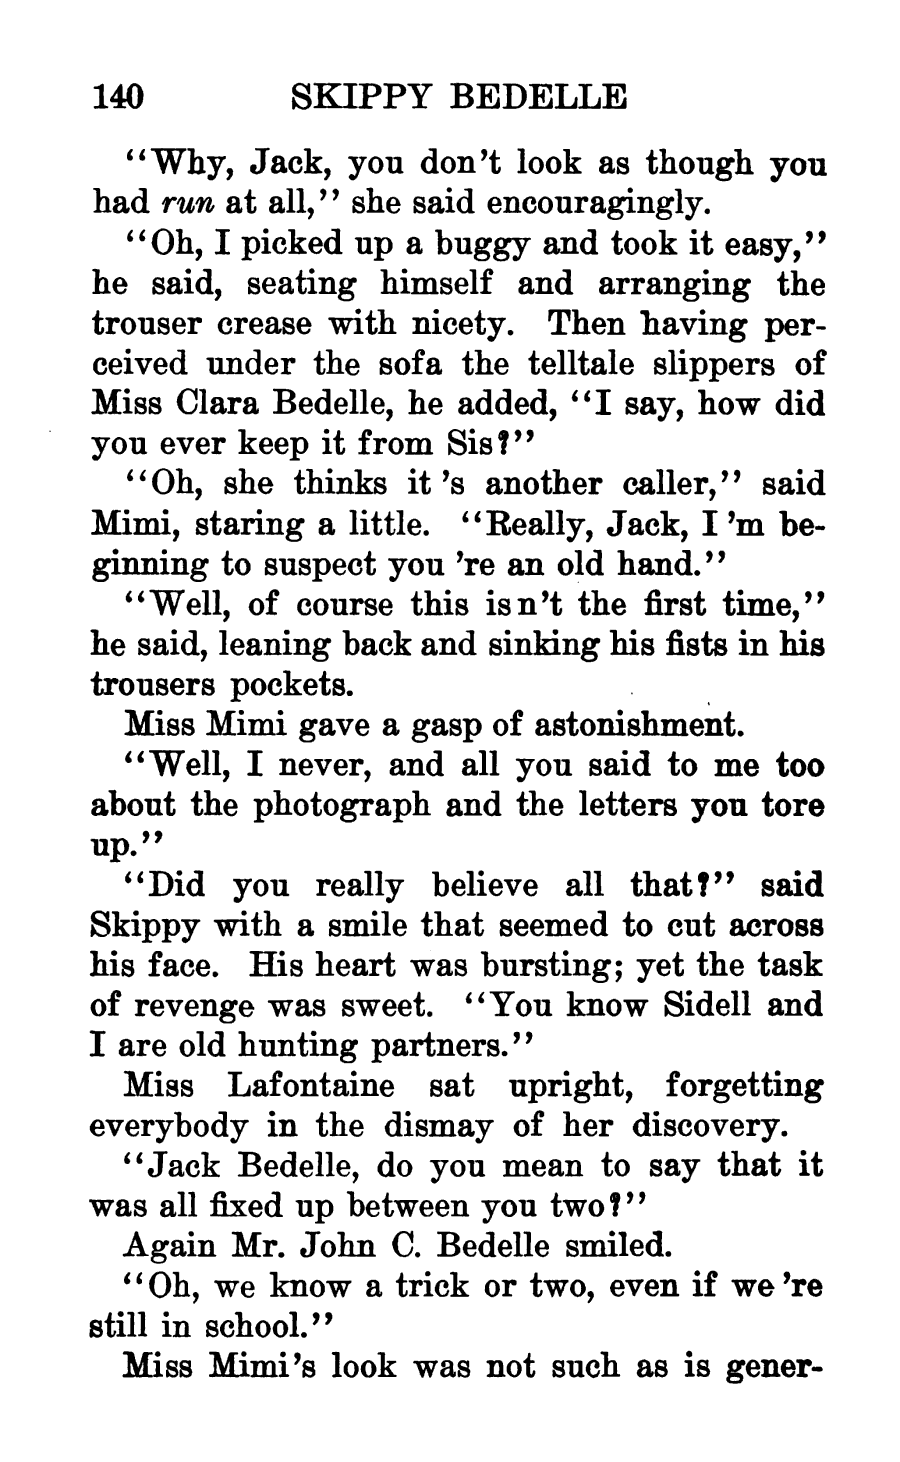 140 SKIPPY BEDELLE
"Why, Jack, you don't look as though you
had run at all," she said encouragingly.
"Oh, I picked up a buggy and took it easy,"
he said, seating himself and arranging the
trouser crease with nicety. Then having per-
ceived under the sofa the telltale slippers of
Miss Clara Bedelle, he added, "I say, how did
you ever keep it from Sis?"
"Oh, she thinks it 's another caller," said
Mimi, staring a little. "Really, Jack, I 'm be-
ginning to suspect you 're an old hand."
"Well, of course this isn't the first time,"
he said, leaning back and sinking his fists in his
trousers pockets.
Miss Mimi gave a gasp of astonishment.
"Well, I never, and all you said to me too
about the photograph and the letters you tore
up."
"Did you really believe all that?" said
Skippy with a smile that seemed to cut across
his face. His heart was bursting; yet the task
of revenge was sweet. "You know Sidell and
I are old hunting partners."
Miss Lafontaine sat upright, forgetting
everybody in the dismay of her discovery.
"Jack Bedelle, do you mean to say that it
was all fixed up between you two?"
Again Mr. John C. Bedelle smiled.
"Oh, we know a trick or two, even if we 're
still in school."
Miss Mimi's look was not such as is gener-